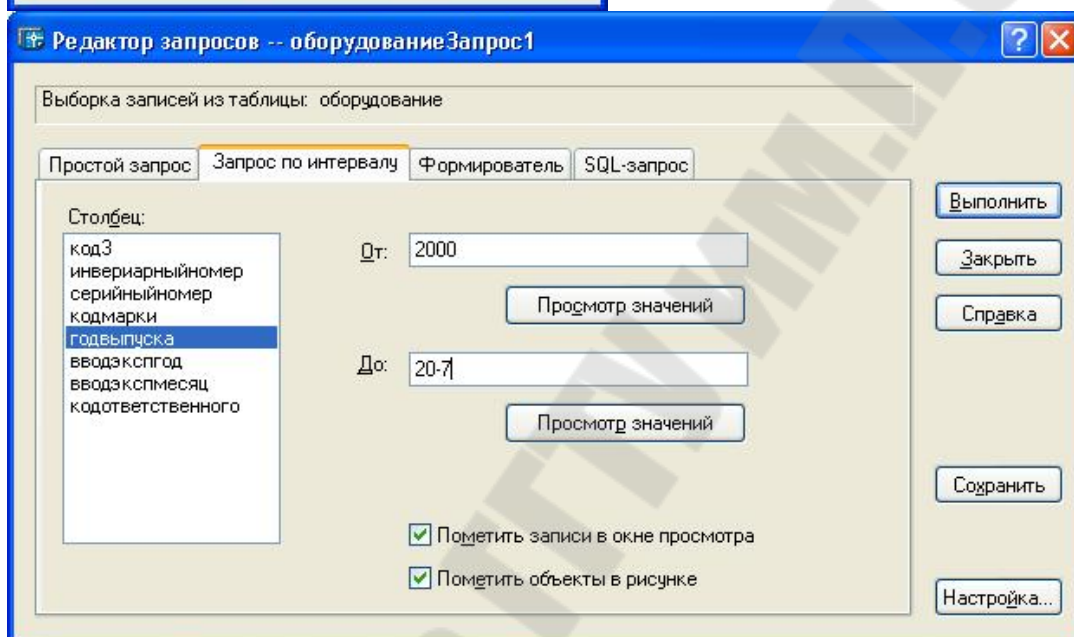 Редактор запросов -- оборудованиеЗапрос1
Выборка записей из таблицы: оборудование
Простой запрос
Запрос по интервалу
Формирователь
SQL-запрос
Столбец:
код3
инвериарныйномер
серийныйномер
кодмарки
годвыпуска
вводэкспгод
вводэкспмесяц
кодответственного
От:
2000
Просмотр значений
До:
20-7
Просмотр значений
Пометить записи в окне просмотра
Пометить объекты в рисунке
Выполнить
Закрыть
Справка
Сохранить
Настройка...